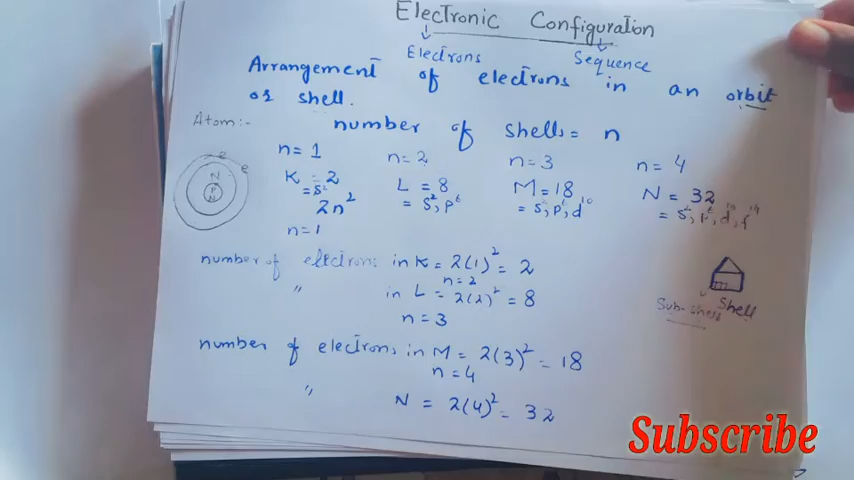 Electronic Configuration
Electrons Sequence
Arrangement of electrons in an orbit
or shell.
Atom:-
number of shells = n
n = 1 n = 2 n = 3 n = 4
K = 2 L = 8 M = 18 N = 32
= s² = s², p⁶ = s², p⁶, d¹⁰ = s², p⁶, d¹⁰, f¹⁴
2n²
n = 1
e e
N
P
N
number of electrons in K = 2(1)² = 2
n = 2
" in L = 2(2)² = 8
n = 3
Sub-shell Shell
number of electrons in M = 2(3)² = 18
n = 4
" N = 2(4)² = 32
Subscribe